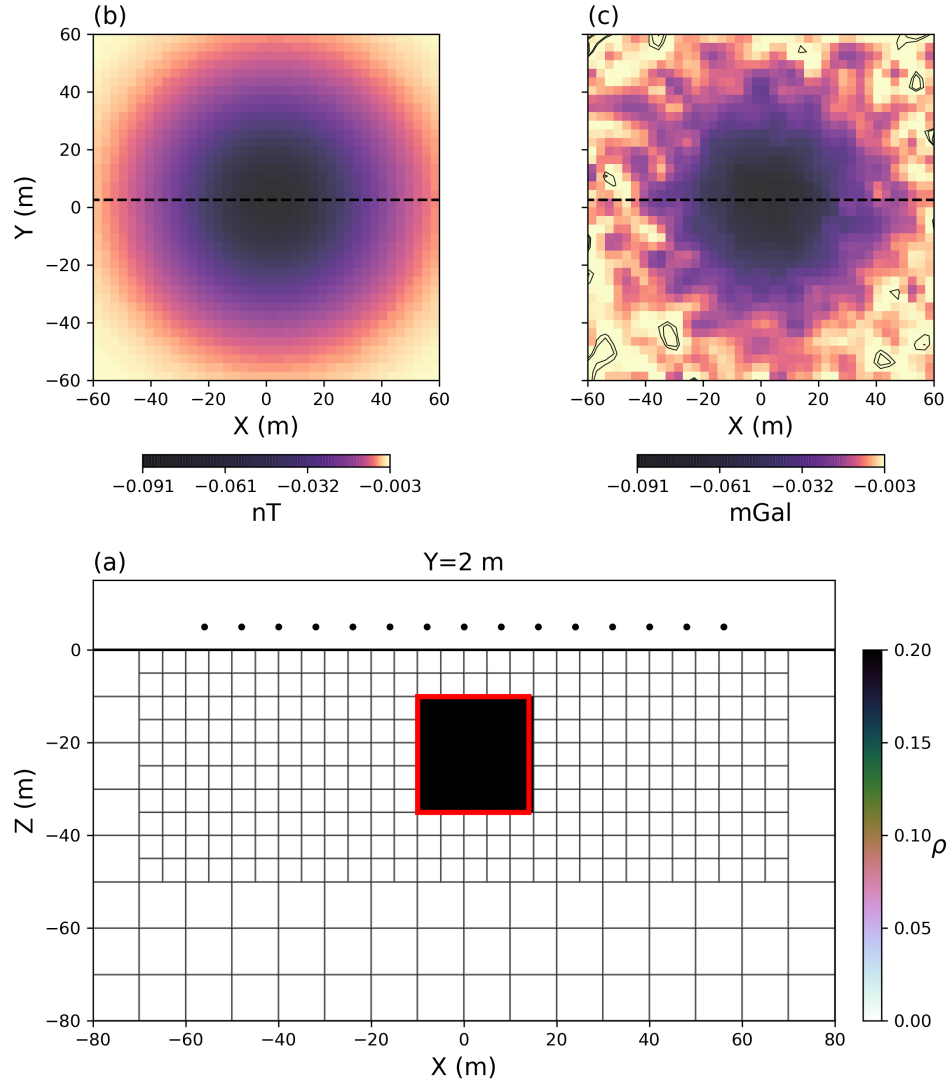 (b)
(c)
60
40
20
0
−20
−40
−60
Y (m)
−60 −40 −20 0 20 40 60
X (m)
−60 −40 −20 0 20 40 60
X (m)
−0.091 −0.061 −0.032 −0.003
nT
−0.091 −0.061 −0.032 −0.003
mGal
(a)
Y=2 m
0
−20
−40
−60
−80
Z (m)
−80 −60 −40 −20 0 20 40 60 80
X (m)
0.20
0.15
0.10
0.05
0.00
ρ